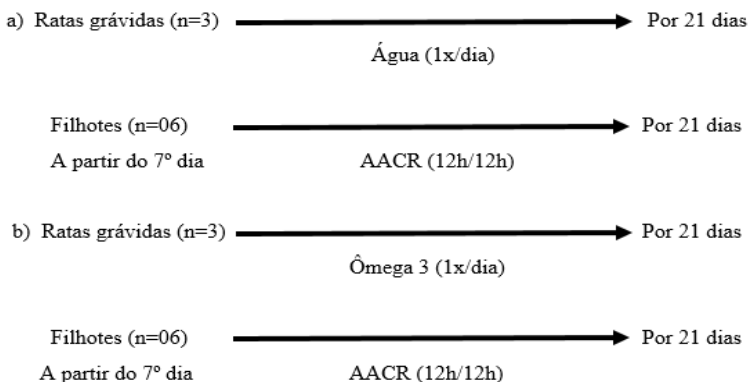 a) Ratas grávidas (n=3) Por 21 dias
Água (1x/dia)
Filhotes (n=06) Por 21 dias
A partir do 7º dia AACR (12h/12h)
b) Ratas grávidas (n=3) Por 21 dias
Ômega 3 (1x/dia)
Filhotes (n=06) Por 21 dias
A partir do 7º dia AACR (12h/12h)